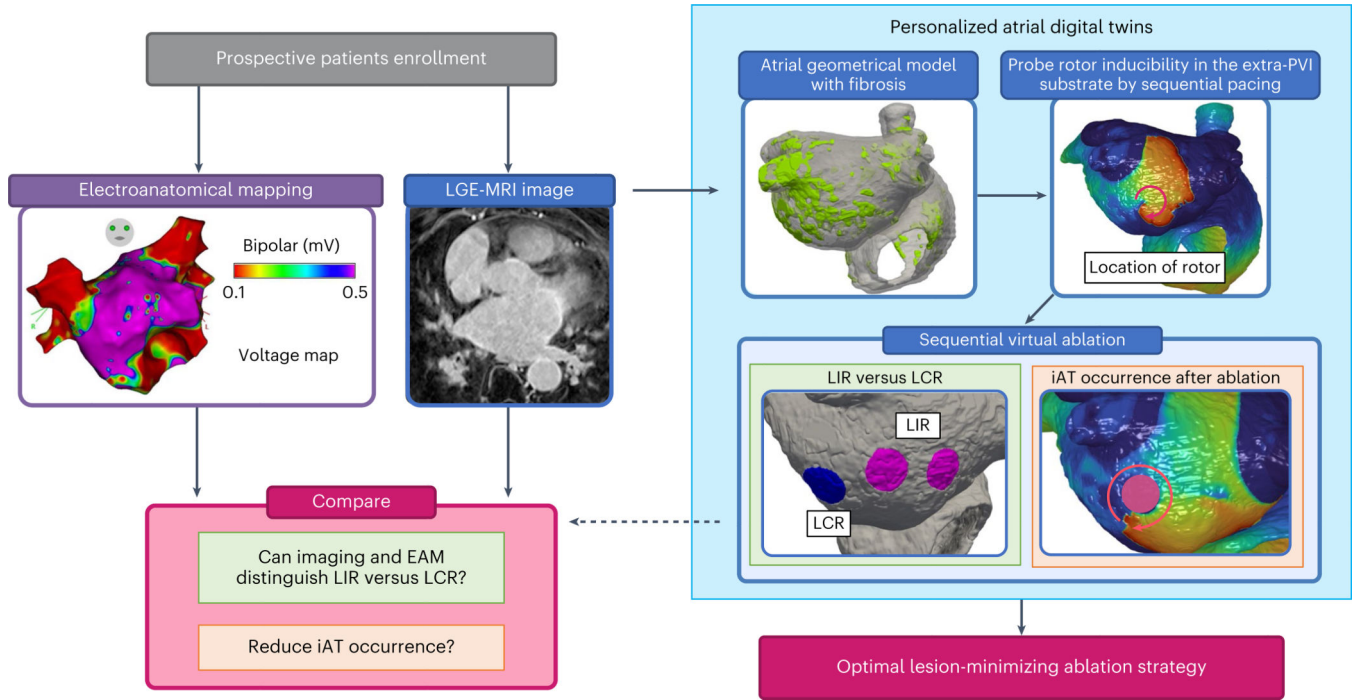 Prospective patients enrollment
Electroanatomical mapping
Bipolar (mV)
0.1
0.5
Voltage map
R
L
LGE-MRI image
Personalized atrial digital twins
Atrial geometrical model
with fibrosis
Probe rotor inducibility in the extra-PVI
substrate by sequential pacing
Location of rotor
Sequential virtual ablation
LIR versus LCR
LIR
LCR
iAT occurrence after ablation
Compare
Can imaging and EAM
distinguish LIR versus LCR?
Reduce iAT occurrence?
Optimal lesion-minimizing ablation strategy